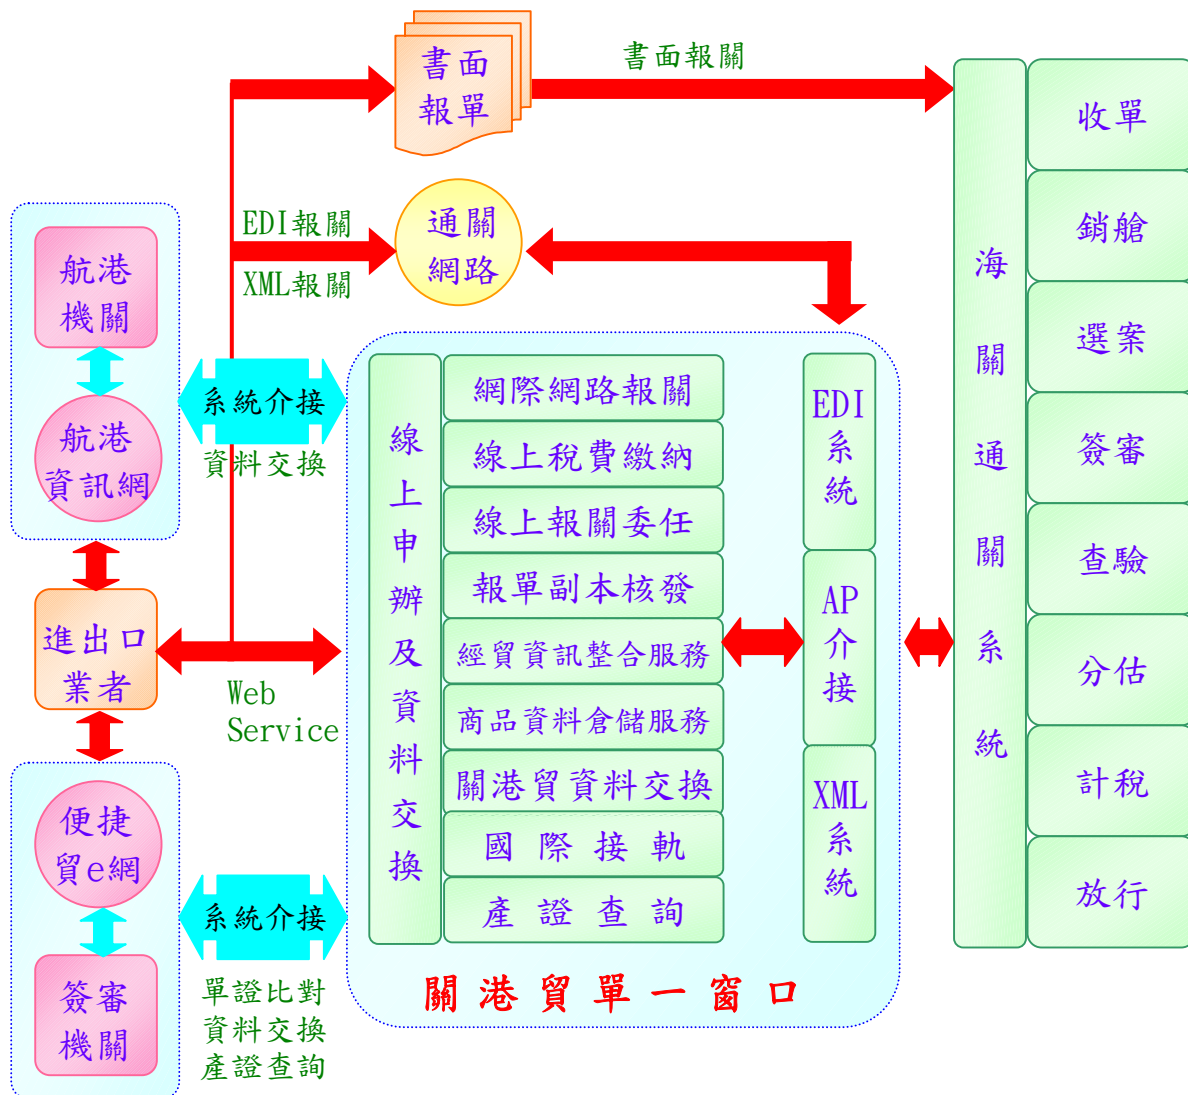 書面
報單
書面報關
EDI報關
XML報關
通關
網路
航港
機關
航港
資訊網
系統介接
資料交換
進出口
業者
Web
Service
便捷
貿e網
簽審
機關
系統介接
單證比對
資料交換
產證查詢
線上申辦及資料交換
網際網路報關
線上稅費繳納
線上報關委任
報單副本核發
經貿資訊整合服務
商品資料倉儲服務
關港貿資料交換
國際接軌
產證查詢
EDI
系
統
AP
介
接
XML
系
統
關港貿單一窗口
海關通關系統
收單
銷艙
選案
簽審
查驗
分估
計稅
放行